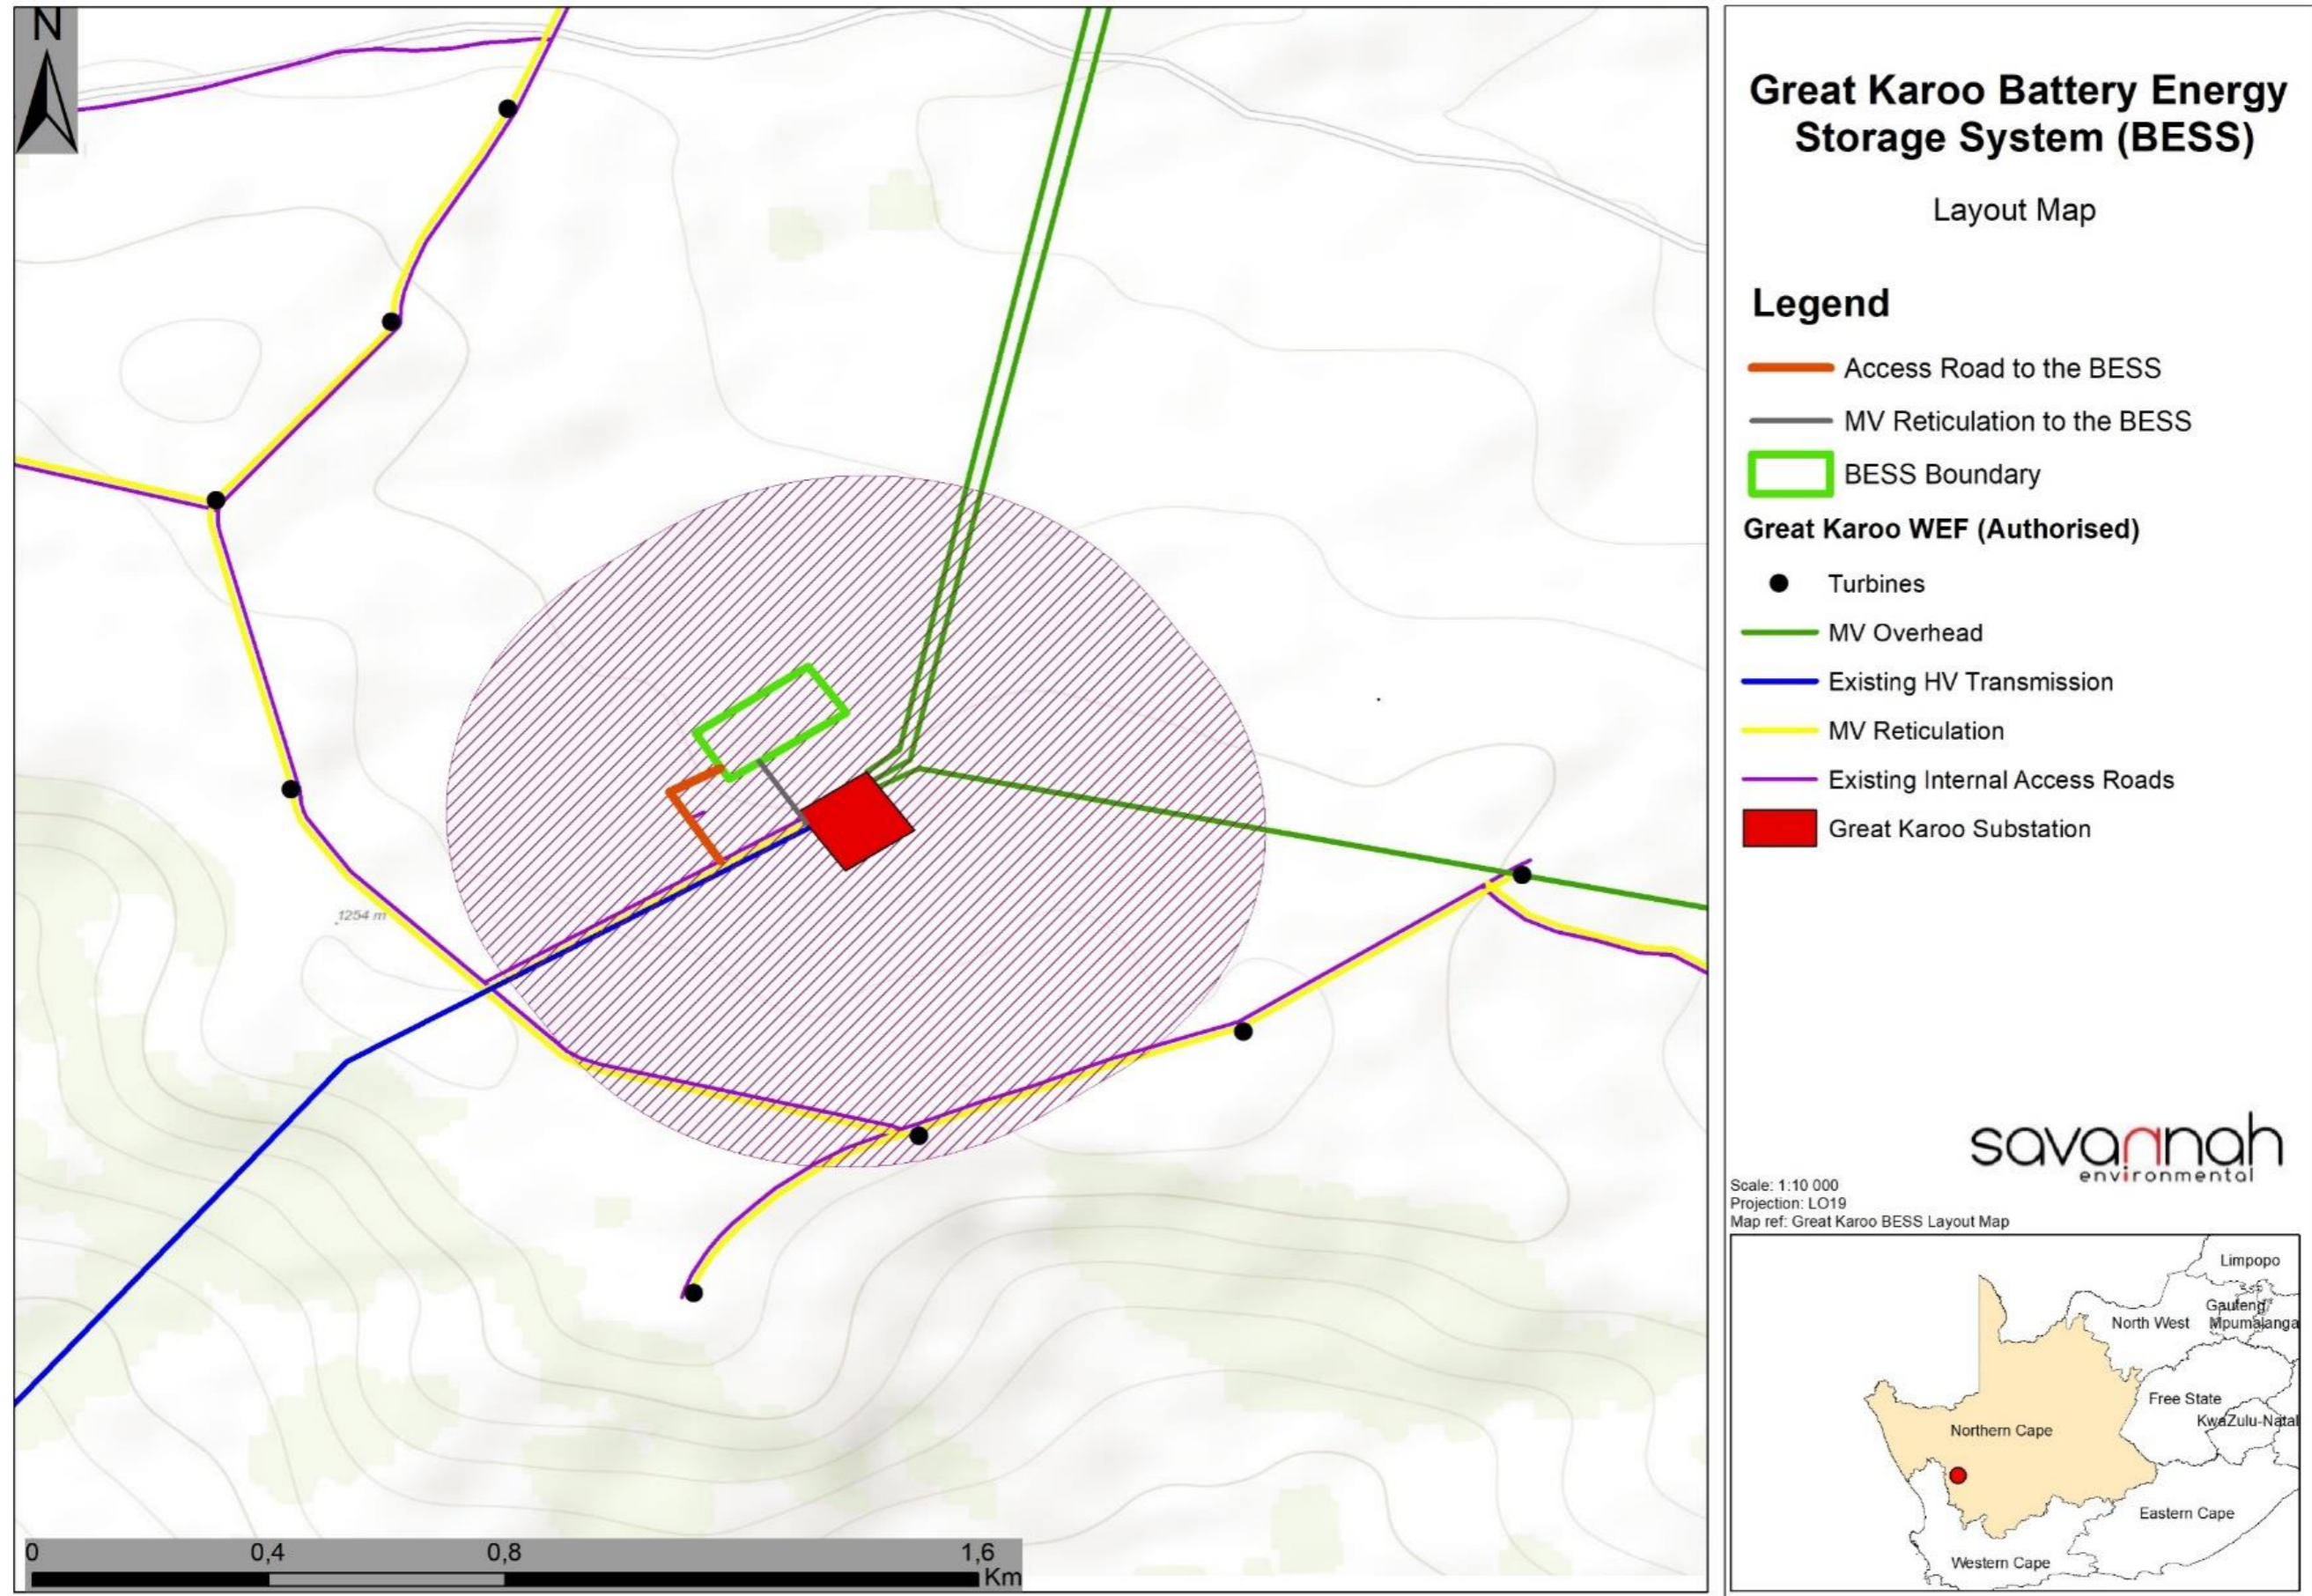 N
1254 m
0
0,4
0,8
1,6
Km
Great Karoo Battery Energy
Storage System (BESS)
Layout Map
Legend
Access Road to the BESS
MV Reticulation to the BESS
BESS Boundary
Great Karoo WEF (Authorised)
Turbines
MV Overhead
Existing HV Transmission
MV Reticulation
Existing Internal Access Roads
Great Karoo Substation
savannah
environmental
Scale: 1:10 000
Projection: LO19
Map ref: Great Karoo BESS Layout Map
Limpopo
Gauteng
North West
Mpumalanga
Free State
KwaZulu-Natal
Northern Cape
Eastern Cape
Western Cape